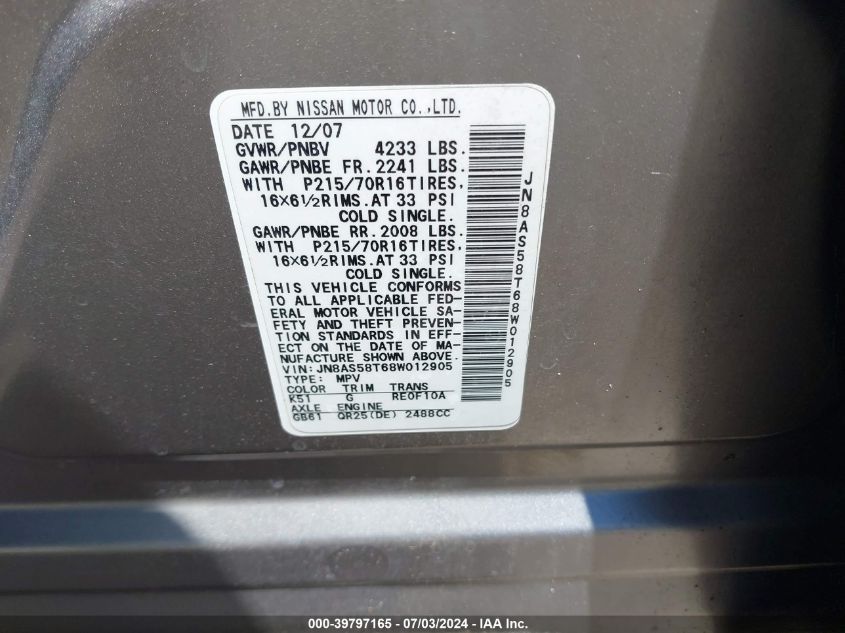 MFD.BY NISSAN MOTOR CO.,LTD.
DATE 12/07
GVWR/PNBV 4233 LBS.
GAWR/PNBE FR.2241 LBS.
WITH P215/70R16TIRES,
16×6½RIMS.AT 33 PSI
COLD SINGLE.
GAWR/PNBE RR.2008 LBS.
WITH P215/70R16TIRES,
16×6½RIMS.AT 33 PSI
COLD SINGLE.
THIS VEHICLE CONFORMS
TO ALL APPLICABLE FED-
ERAL MOTOR VEHICLE SA-
FETY AND THEFT PREVEN-
TION STANDARDS IN EFF-
ECT ON THE DATE OF MA-
NUFACTURE SHOWN ABOVE.
VIN:JN8AS58T68W012905
TYPE: MPV
COLOR TRIM TRANS
K51 G RE0F10A
AXLE ENGINE
GB61 QR25(DE) 2488CC
JN8AS58T68W012905
000-39797165 - 07/03/2024 - IAA Inc.